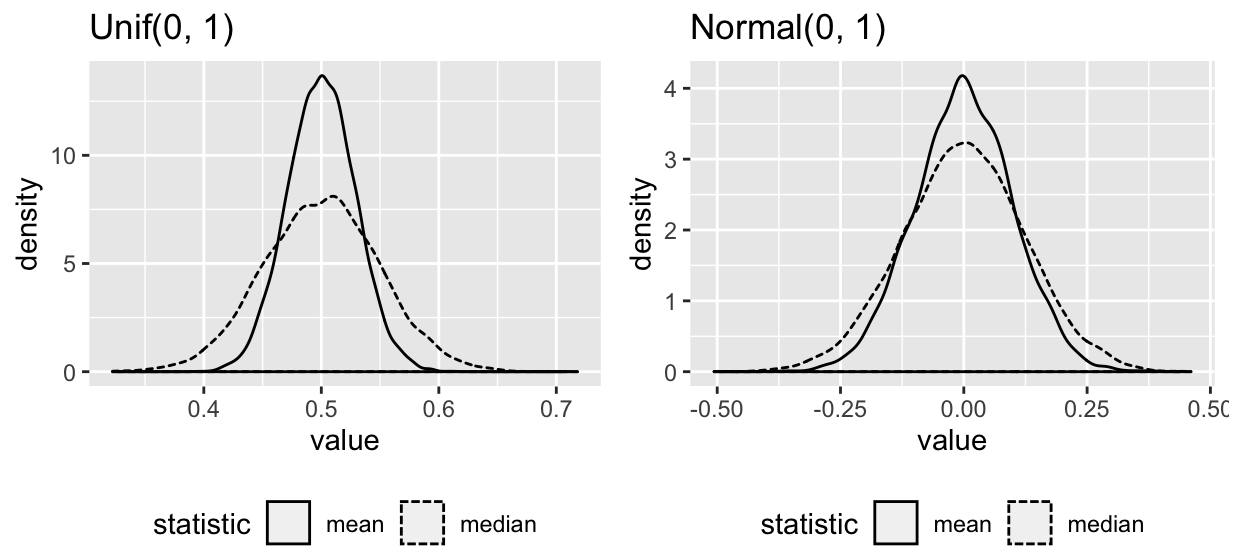 Unif(0, 1)
density
10
5
0
0.4 0.5 0.6 0.7
value
statistic mean median
Normal(0, 1)
density
4
3
2
1
0
-0.50 -0.25 0.00 0.25 0.50
value
statistic mean median